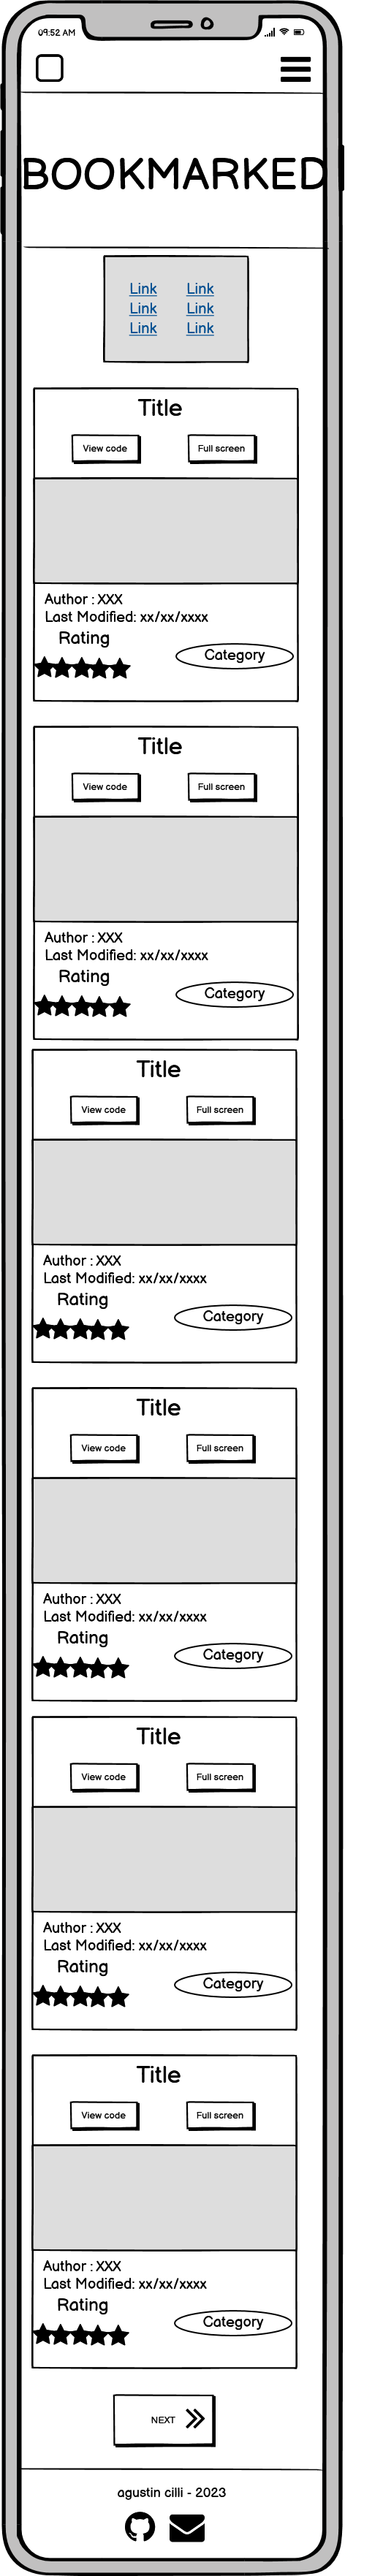 09:52 AM
BOOKMARKED
Link Link
Link Link
Link Link
Title
View code Full screen
Author : XXX
Last Modified: xx/xx/xxxx
Rating
Category
Title
View code Full screen
Author : XXX
Last Modified: xx/xx/xxxx
Rating
Category
Title
View code Full screen
Author : XXX
Last Modified: xx/xx/xxxx
Rating
Category
Title
View code Full screen
Author : XXX
Last Modified: xx/xx/xxxx
Rating
Category
Title
View code Full screen
Author : XXX
Last Modified: xx/xx/xxxx
Rating
Category
Title
View code Full screen
Author : XXX
Last Modified: xx/xx/xxxx
Rating
Category
NEXT
agustin cilli - 2023